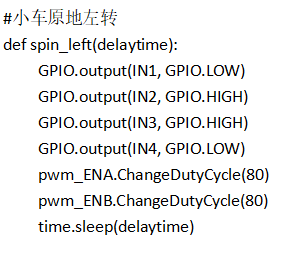 #小车原地左转
def spin_left(delaytime):
    GPIO.output(IN1, GPIO.LOW)
    GPIO.output(IN2, GPIO.HIGH)
    GPIO.output(IN3, GPIO.HIGH)
    GPIO.output(IN4, GPIO.LOW)
    pwm_ENA.ChangeDutyCycle(80)
    pwm_ENB.ChangeDutyCycle(80)
    time.sleep(delaytime)